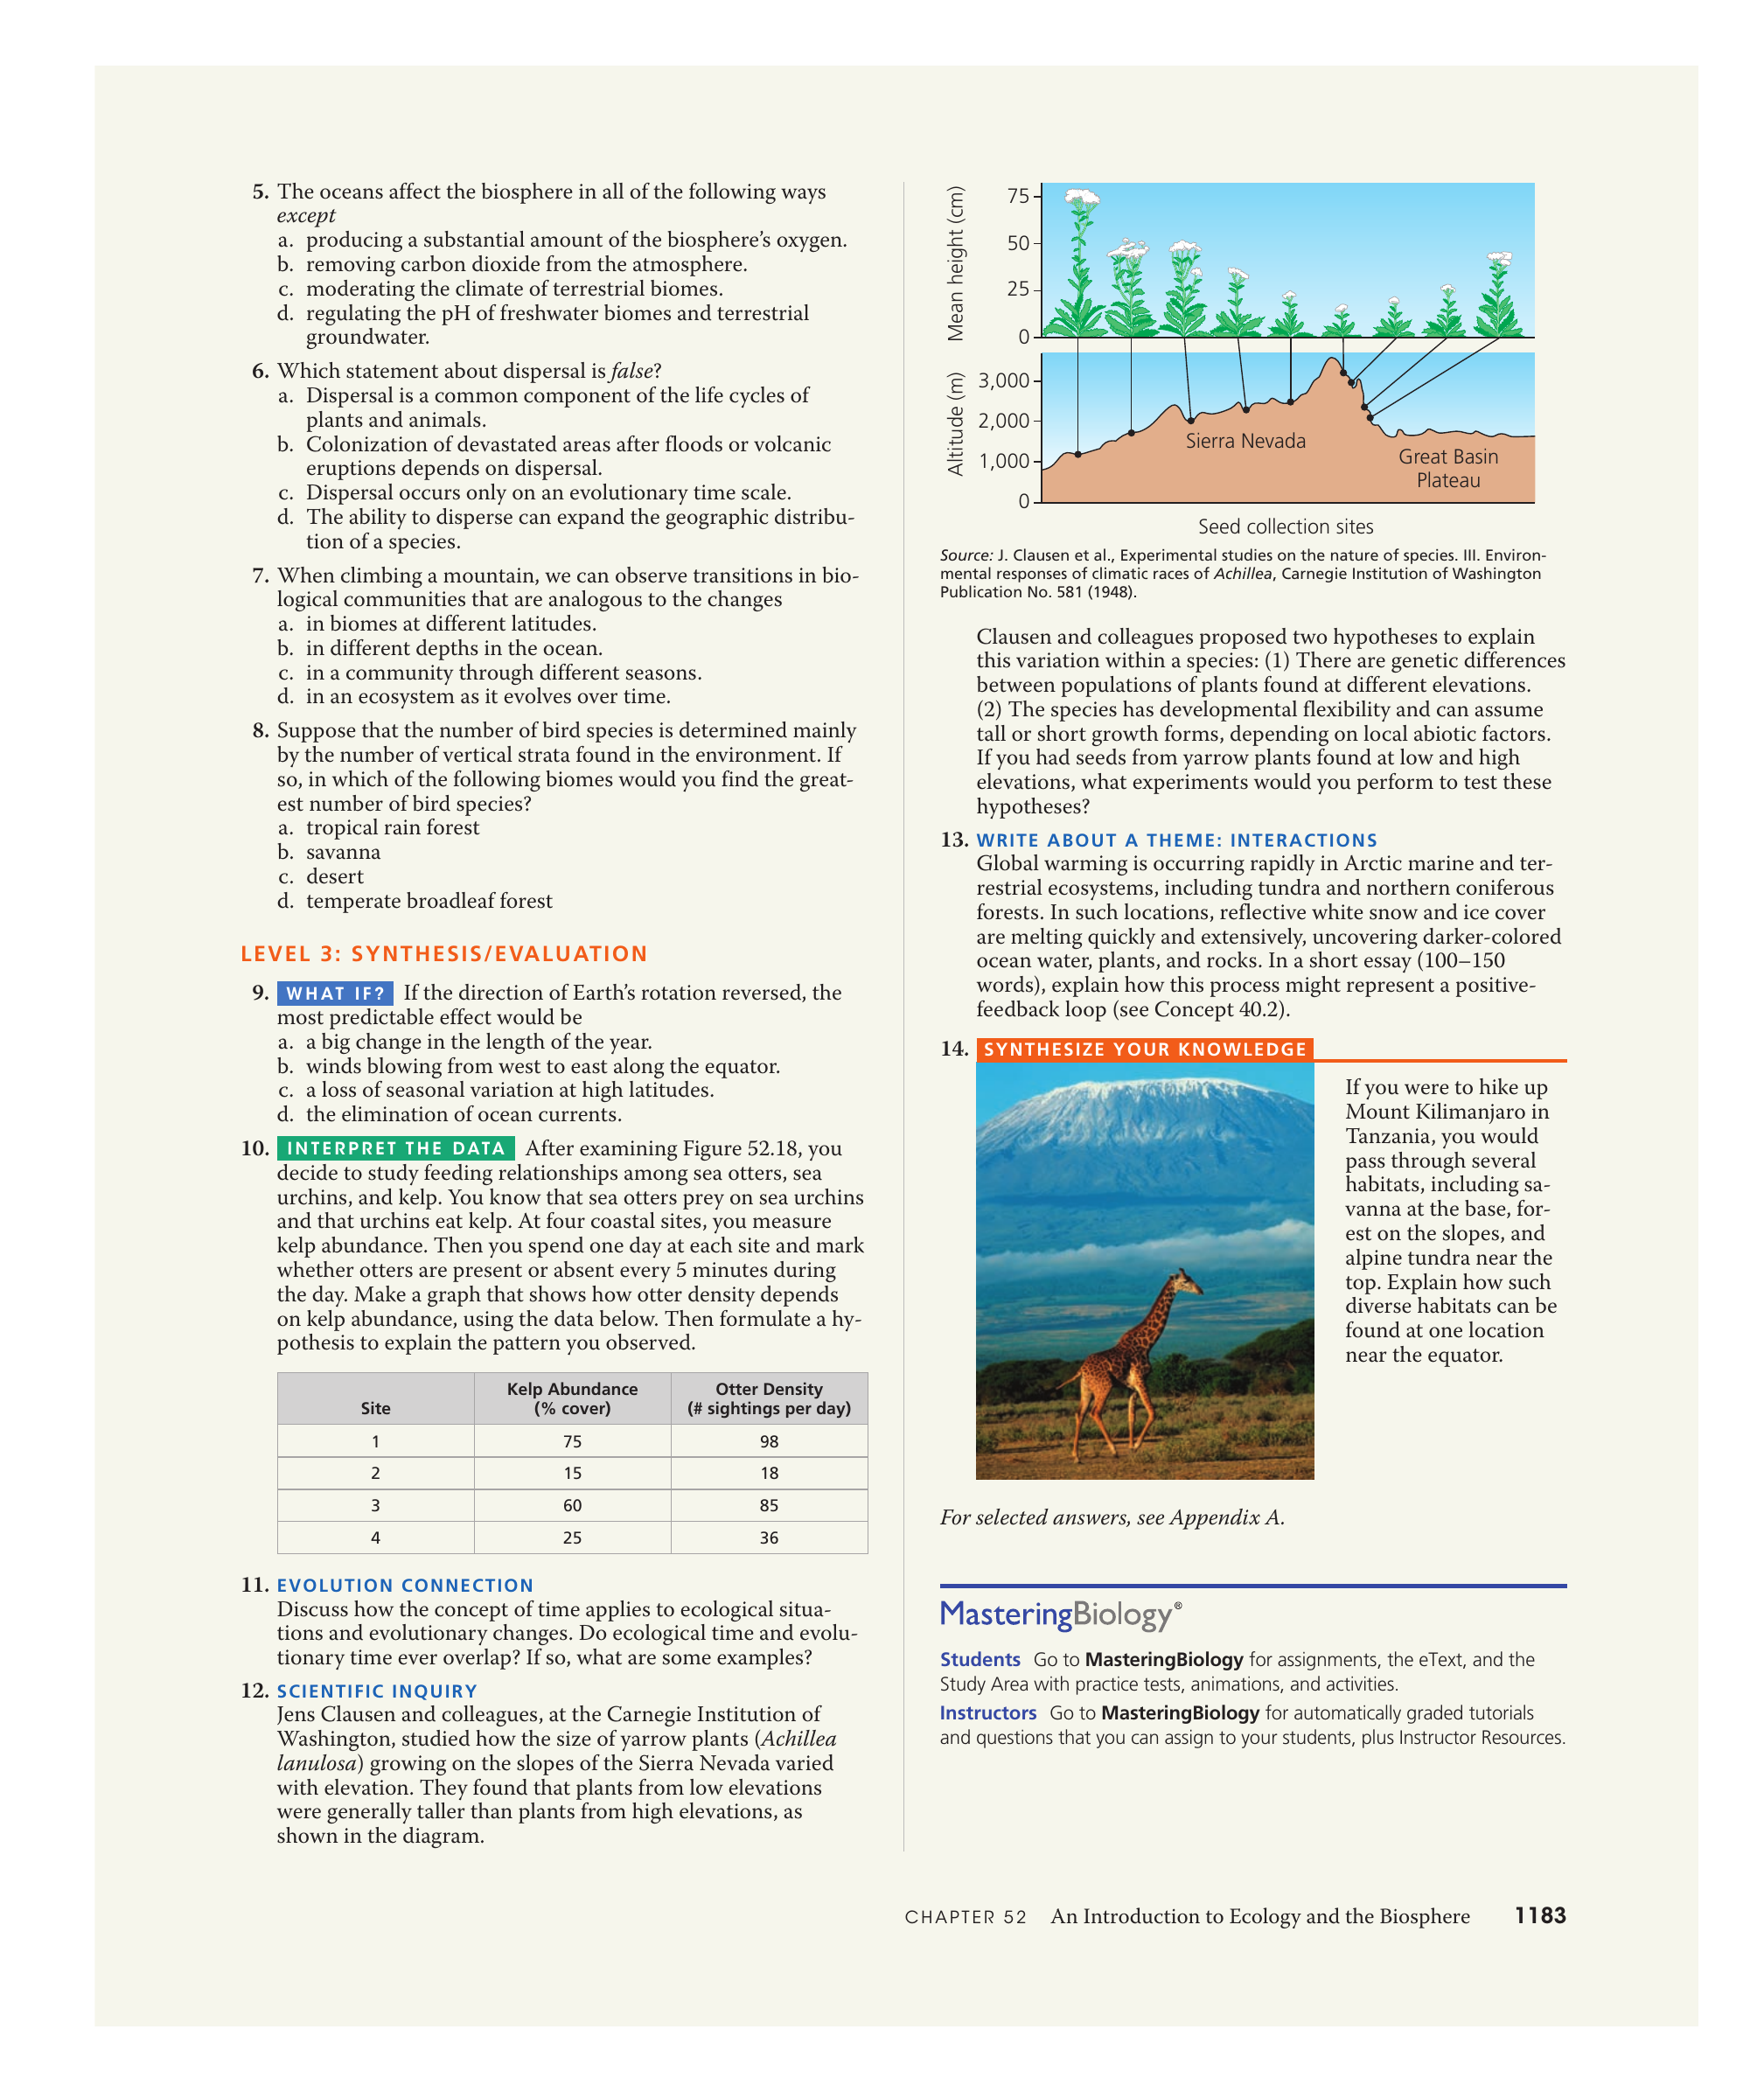 5. The oceans affect the biosphere in all of the following ways
except
a. producing a substantial amount of the biosphere’s oxygen.
b. removing carbon dioxide from the atmosphere.
c. moderating the climate of terrestrial biomes.
d. regulating the pH of freshwater biomes and terrestrial
groundwater.
6. Which statement about dispersal is false?
a. Dispersal is a common component of the life cycles of
plants and animals.
b. Colonization of devastated areas after floods or volcanic
eruptions depends on dispersal.
c. Dispersal occurs only on an evolutionary time scale.
d. The ability to disperse can expand the geographic distribu-
tion of a species.
7. When climbing a mountain, we can observe transitions in bio-
logical communities that are analogous to the changes
a. in biomes at different latitudes.
b. in different depths in the ocean.
c. in a community through different seasons.
d. in an ecosystem as it evolves over time.
8. Suppose that the number of bird species is determined mainly
by the number of vertical strata found in the environment. If
so, in which of the following biomes would you find the great-
est number of bird species?
a. tropical rain forest
b. savanna
c. desert
d. temperate broadleaf forest
LEVEL 3: SYNTHESIS/EVALUATION
9. WHAT IF? If the direction of Earth’s rotation reversed, the
most predictable effect would be
a. a big change in the length of the year.
b. winds blowing from west to east along the equator.
c. a loss of seasonal variation at high latitudes.
d. the elimination of ocean currents.
10. INTERPRET THE DATA After examining Figure 52.18, you
decide to study feeding relationships among sea otters, sea
urchins, and kelp. You know that sea otters prey on sea urchins
and that urchins eat kelp. At four coastal sites, you measure
kelp abundance. Then you spend one day at each site and mark
whether otters are present or absent every 5 minutes during
the day. Make a graph that shows how otter density depends
on kelp abundance, using the data below. Then formulate a hy-
pothesis to explain the pattern you observed.
Site Kelp Abundance (% cover) Otter Density (# sightings per day)
1 75 98
2 15 18
3 60 85
4 25 36
11. EVOLUTION CONNECTION
Discuss how the concept of time applies to ecological situa-
tions and evolutionary changes. Do ecological time and evolu-
tionary time ever overlap? If so, what are some examples?
12. SCIENTIFIC INQUIRY
Jens Clausen and colleagues, at the Carnegie Institution of
Washington, studied how the size of yarrow plants (Achillea
lanulosa) growing on the slopes of the Sierra Nevada varied
with elevation. They found that plants from low elevations
were generally taller than plants from high elevations, as
shown in the diagram.
Mean height (cm)
75
50
25
0
Altitude (m)
3,000
2,000
1,000
0
Sierra Nevada
Great Basin
Plateau
Seed collection sites
Source: J. Clausen et al., Experimental studies on the nature of species. III. Environ-
mental responses of climatic races of Achillea, Carnegie Institution of Washington
Publication No. 581 (1948).
Clausen and colleagues proposed two hypotheses to explain
this variation within a species: (1) There are genetic differences
between populations of plants found at different elevations.
(2) The species has developmental flexibility and can assume
tall or short growth forms, depending on local abiotic factors.
If you had seeds from yarrow plants found at low and high
elevations, what experiments would you perform to test these
hypotheses?
13. WRITE ABOUT A THEME: INTERACTIONS
Global warming is occurring rapidly in Arctic marine and ter-
restrial ecosystems, including tundra and northern coniferous
forests. In such locations, reflective white snow and ice cover
are melting quickly and extensively, uncovering darker-colored
ocean water, plants, and rocks. In a short essay (100–150
words), explain how this process might represent a positive-
feedback loop (see Concept 40.2).
14. SYNTHESIZE YOUR KNOWLEDGE
If you were to hike up
Mount Kilimanjaro in
Tanzania, you would
pass through several
habitats, including sa-
vanna at the base, for-
est on the slopes, and
alpine tundra near the
top. Explain how such
diverse habitats can be
found at one location
near the equator.
For selected answers, see Appendix A.
MasteringBiology®
Students Go to MasteringBiology for assignments, the eText, and the
Study Area with practice tests, animations, and activities.
Instructors Go to MasteringBiology for automatically graded tutorials
and questions that you can assign to your students, plus Instructor Resources.
CHAPTER 52 An Introduction to Ecology and the Biosphere 1183